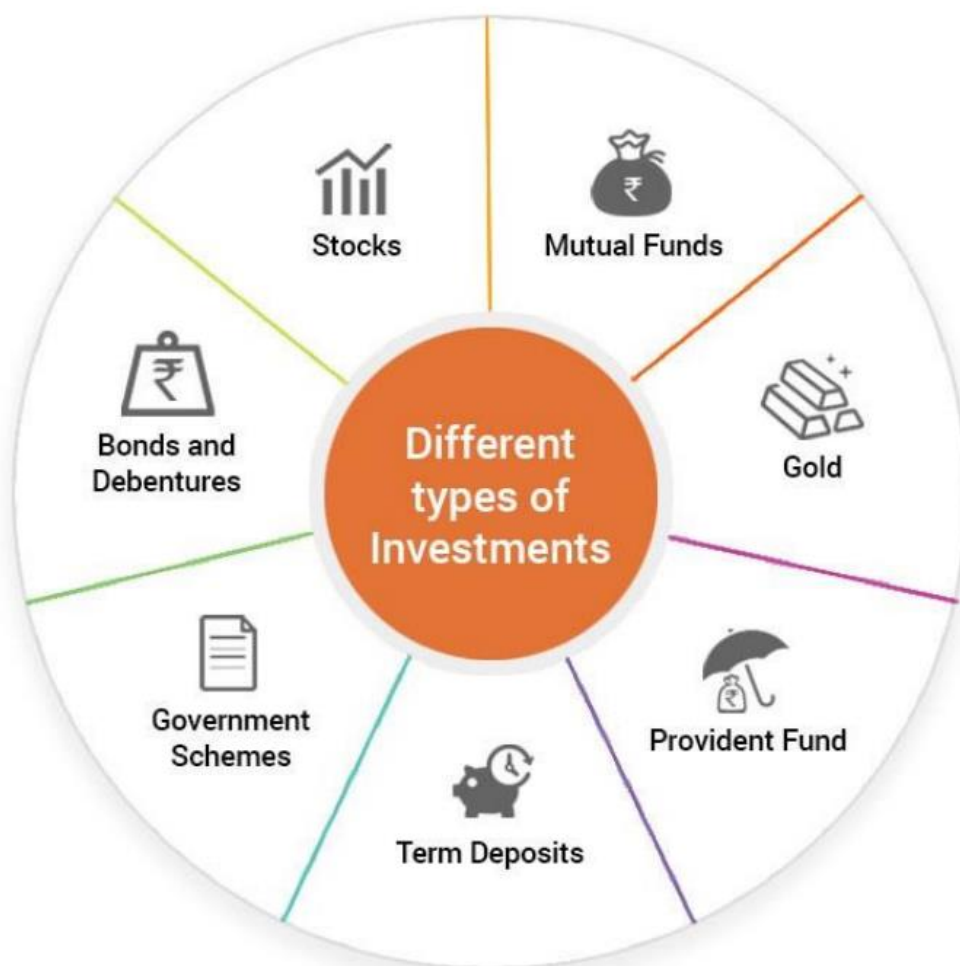 Different
types of
Investments
Mutual Funds
₹
Gold
Provident Fund
₹
Term Deposits
Government
Schemes
Bonds and
Debentures
₹
Stocks